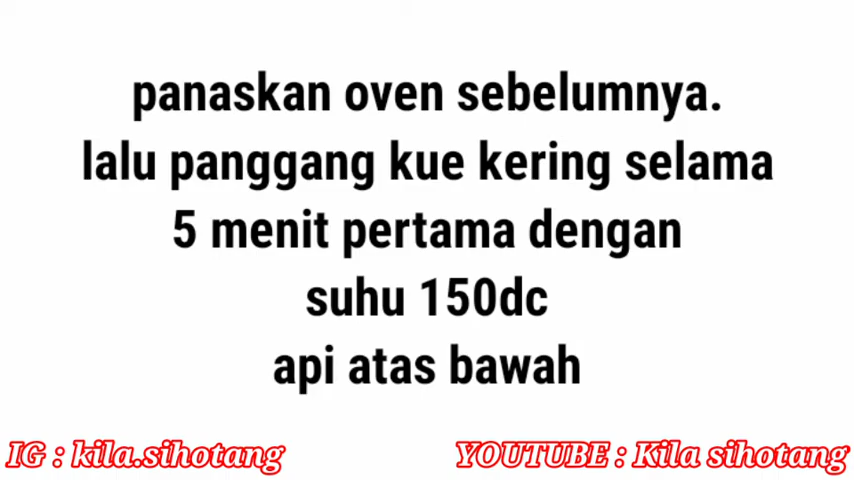 panaskan oven sebelumnya.
lalu panggang kue kering selama
5 menit pertama dengan
suhu 150dc
api atas bawah
IG : kila.sihotang
YOUTUBE : Kila sihotang